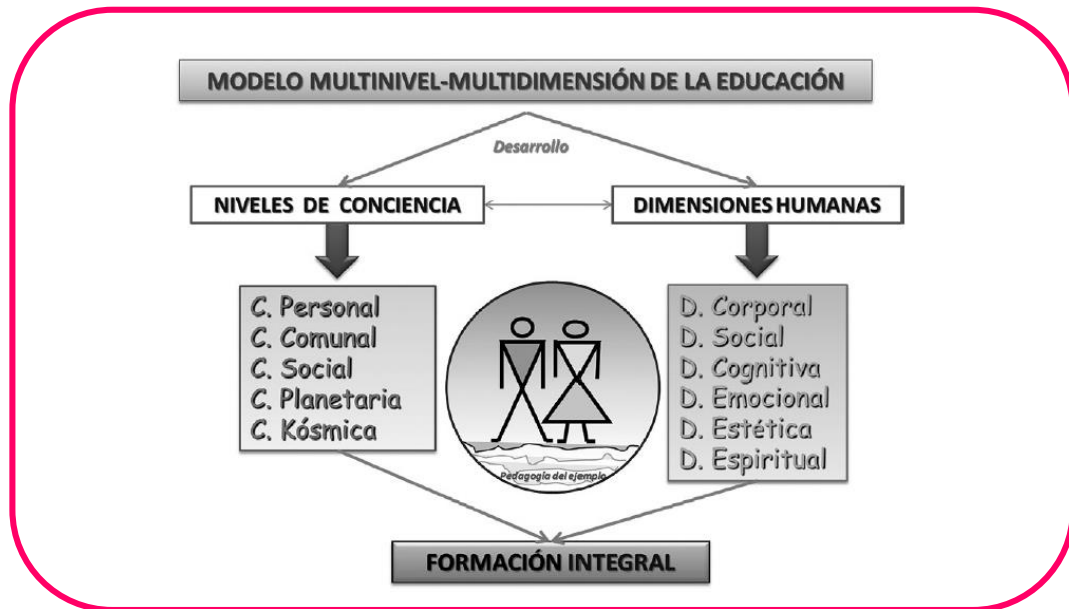 MODELO MULTINIVEL-MULTIDIMENSIÓN DE LA EDUCACIÓN
Desarrollo
NIVELES DE CONCIENCIA
DIMENSIONES HUMANAS
C. Personal
C. Comunal
C. Social
C. Planetaria
C. Kósmica
D. Corporal
D. Social
D. Cognitiva
D. Emocional
D. Estética
D. Espiritual
Pedagogía del ejemplo
FORMACIÓN INTEGRAL